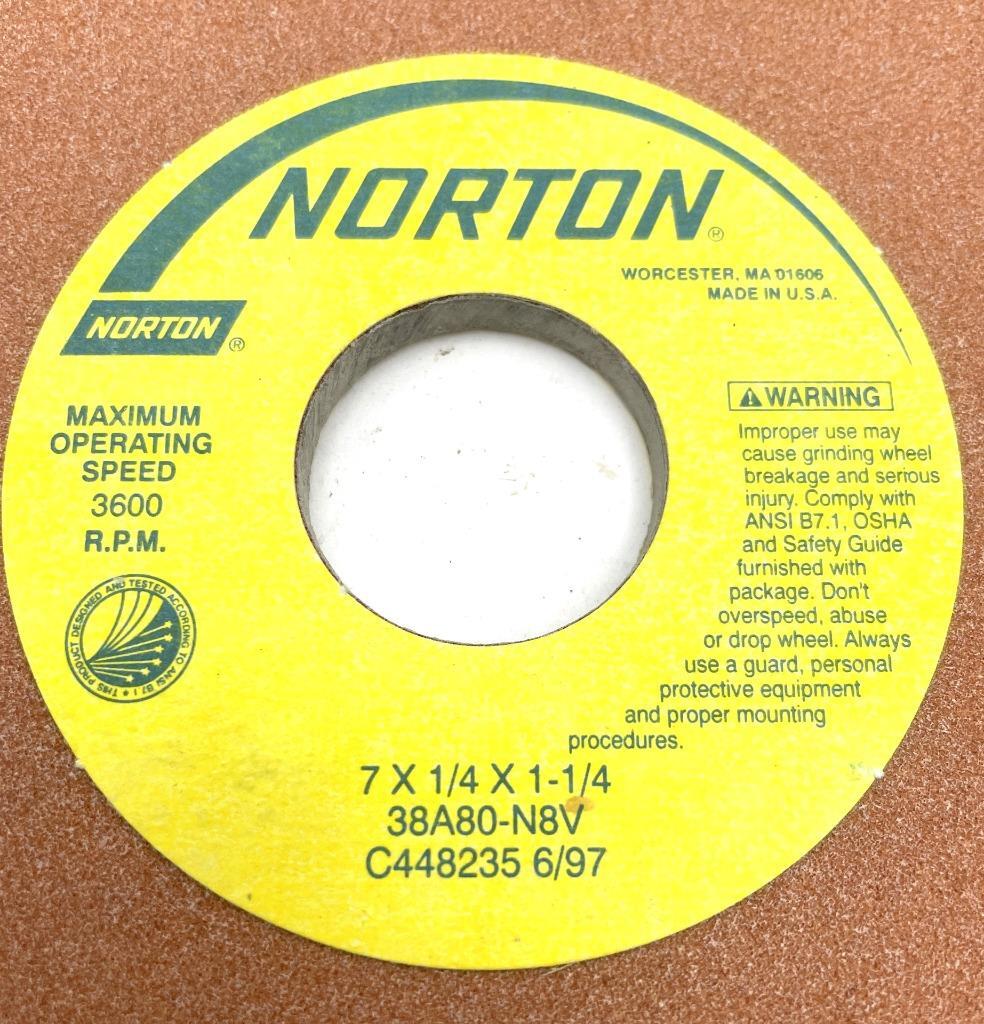 NORTON®
WORCESTER, MA 01606
MADE IN U.S.A.
NORTON®
MAXIMUM
OPERATING
SPEED
3600
R.P.M.
THIS PRODUCT DESIGNED AND TESTED ACCORDING TO ANSI B7.1
⚠WARNING
Improper use may
cause grinding wheel
breakage and serious
injury. Comply with
ANSI B7.1, OSHA
and Safety Guide
furnished with
package. Don't
overspeed, abuse
or drop wheel. Always
use a guard, personal
protective equipment
and proper mounting
procedures.
7 X 1/4 X 1-1/4
38A80-N8V
C448235 6/97